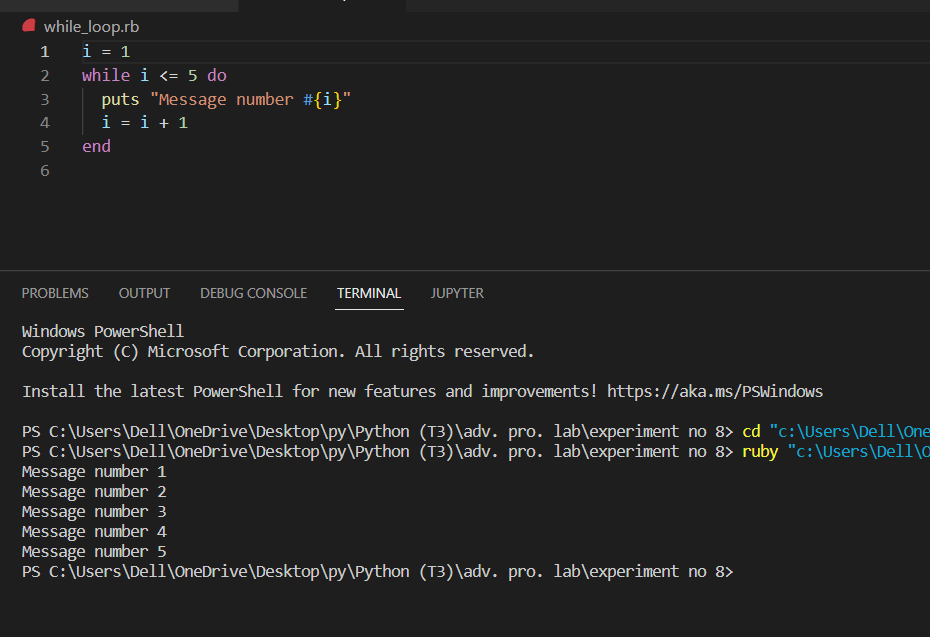 while_loop.rb
1 i = 1
2 while i <= 5 do
3   puts "Message number #{i}"
4   i = i + 1
5 end
6
PROBLEMS OUTPUT DEBUG CONSOLE TERMINAL JUPYTER
Windows PowerShell
Copyright (C) Microsoft Corporation. All rights reserved.
Install the latest PowerShell for new features and improvements! https://aka.ms/PSWindows
PS C:\Users\Dell\OneDrive\Desktop\py\Python (T3)\adv. pro. lab\experiment no 8> cd "c:\Users\Dell\One
PS C:\Users\Dell\OneDrive\Desktop\py\Python (T3)\adv. pro. lab\experiment no 8> ruby "c:\Users\Dell\O
Message number 1
Message number 2
Message number 3
Message number 4
Message number 5
PS C:\Users\Dell\OneDrive\Desktop\py\Python (T3)\adv. pro. lab\experiment no 8>